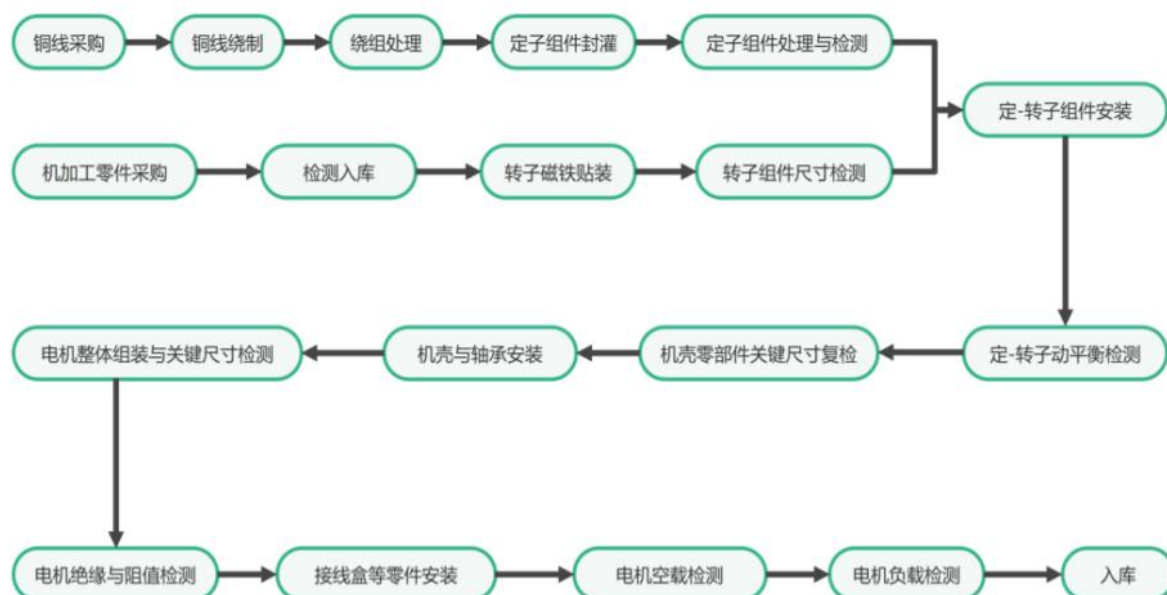 铜线采购
铜线绕制
绕组处理
定子组件封灌
定子组件处理与检测
定-转子组件安装
机加工零件采购
检测入库
转子磁铁贴装
转子组件尺寸检测
电机整体组装与关键尺寸检测
机壳与轴承安装
机壳零部件关键尺寸复检
定-转子动平衡检测
电机绝缘与阻值检测
接线盒等零件安装
电机空载检测
电机负载检测
入库